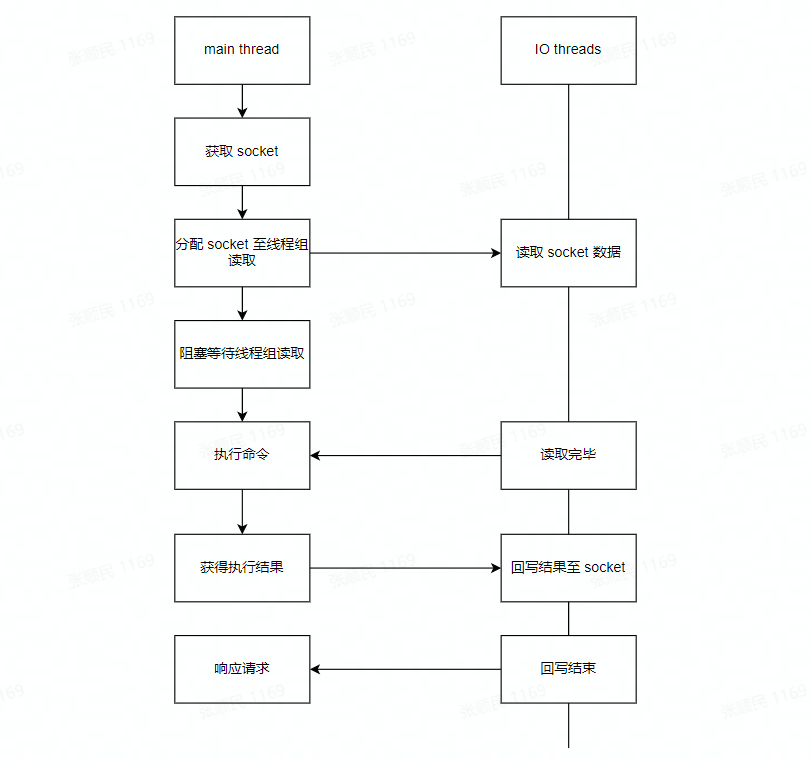 main thread
IO threads
获取 socket
分配 socket 至线程组
读取
读取 socket 数据
阻塞等待线程组读取
执行命令
读取完毕
获得执行结果
回写结果至 socket
响应请求
回写结束
张顺民 1169